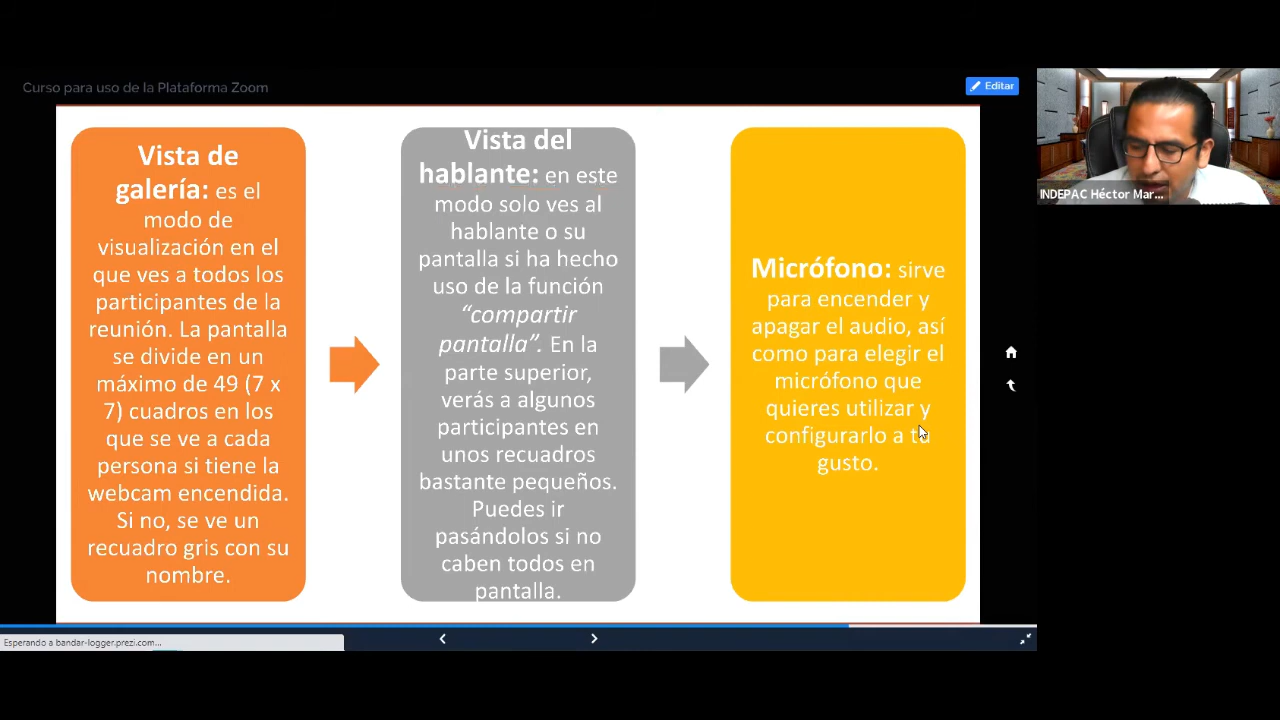 Curso para uso de la Plataforma Zoom
Editar
Vista de
galería: es el
modo de
visualización en el
que ves a todos los
participantes de la
reunión. La pantalla
se divide en un
máximo de 49 (7 x
7) cuadros en los
que se ve a cada
persona si tiene la
webcam encendida.
Si no, se ve un
recuadro gris con su
nombre.
Vista del
hablante: en este
modo solo ves al
hablante o su
pantalla si ha hecho
uso de la función
“compartir
pantalla”. En la
parte superior,
verás a algunos
participantes en
unos recuadros
bastante pequeños.
Puedes ir
pasándolos si no
caben todos en
pantalla.
Micrófono: sirve
para encender y
apagar el audio, así
como para elegir el
micrófono que
quieres utilizar y
configurarlo a tu
gusto.
INDEPAC Héctor Mar...
Esperando a bandar-logger.prezi.com...